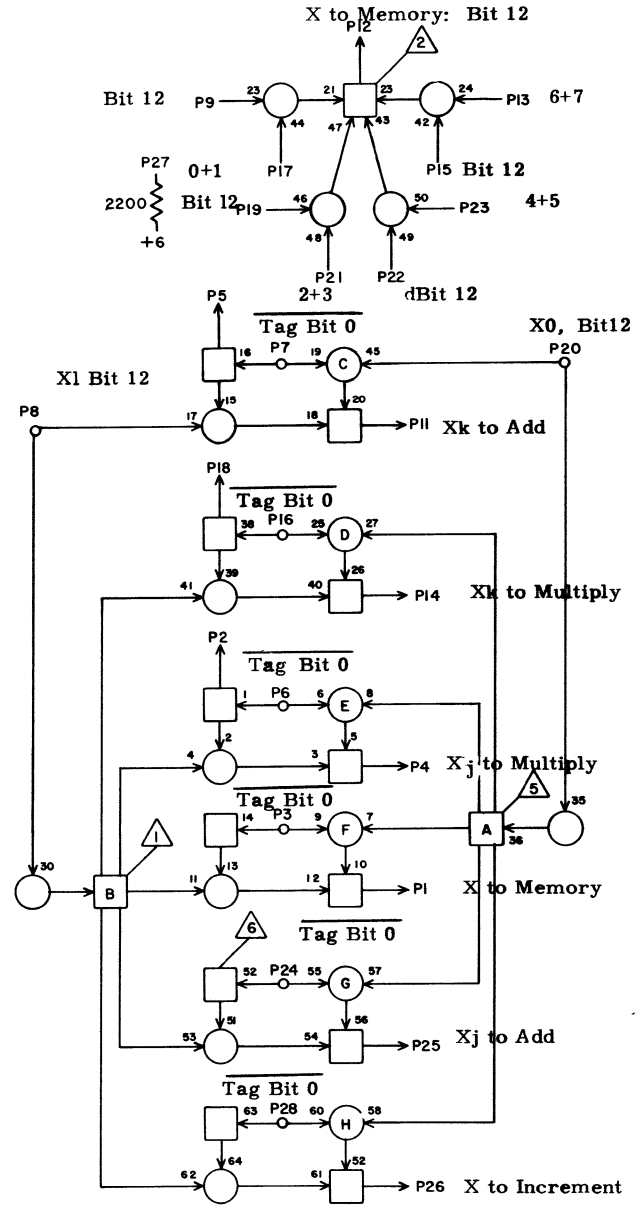 X to Memory: Bit 12
P12
2
Bit 12 P9 23 21 23 24 P13 6+7
44 47 43 42
P27 0+1 P17 P15 Bit 12
2200 Bit 12 P19 46 50 P23 4+5
+6 48 49
P21 P22
2+3 dBit 12
P5
Tag Bit 0 X0, Bit12
16 P7 19 C 45 P20
X1 Bit 12
P8 17 15 18 20 P11 Xk to Add
P18
Tag Bit 0
38 P16 25 D 27
41 39 40 26 P14 Xk to Multiply
P2
Tag Bit 0
1 P6 6 E 8
4 2 3 5 P4 Xj to Multiply
Tag Bit 0 5 35
14 P3 9 F 7 A 36
1
30 B 11 13 12 10 P1 X to Memory
6 Tag Bit 0
52 P24 55 G 57
53 51 54 56 P25 Xj to Add
Tag Bit 0
63 P28 60 H 58
62 64 61 52 P26 X to Increment